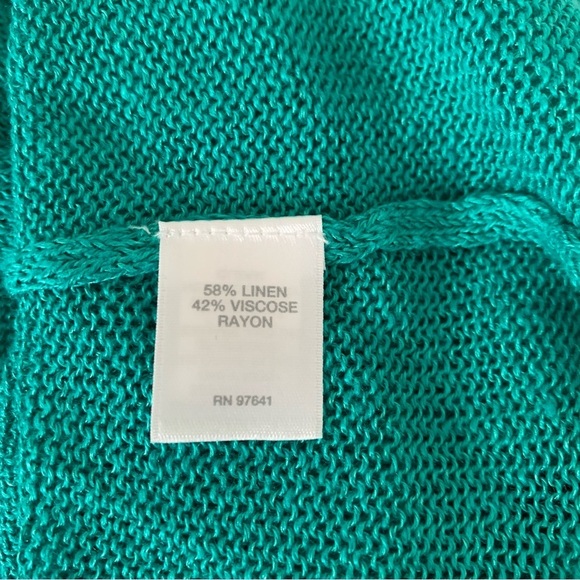 58% LINEN
42% VISCOSE
RAYON
RN 97641